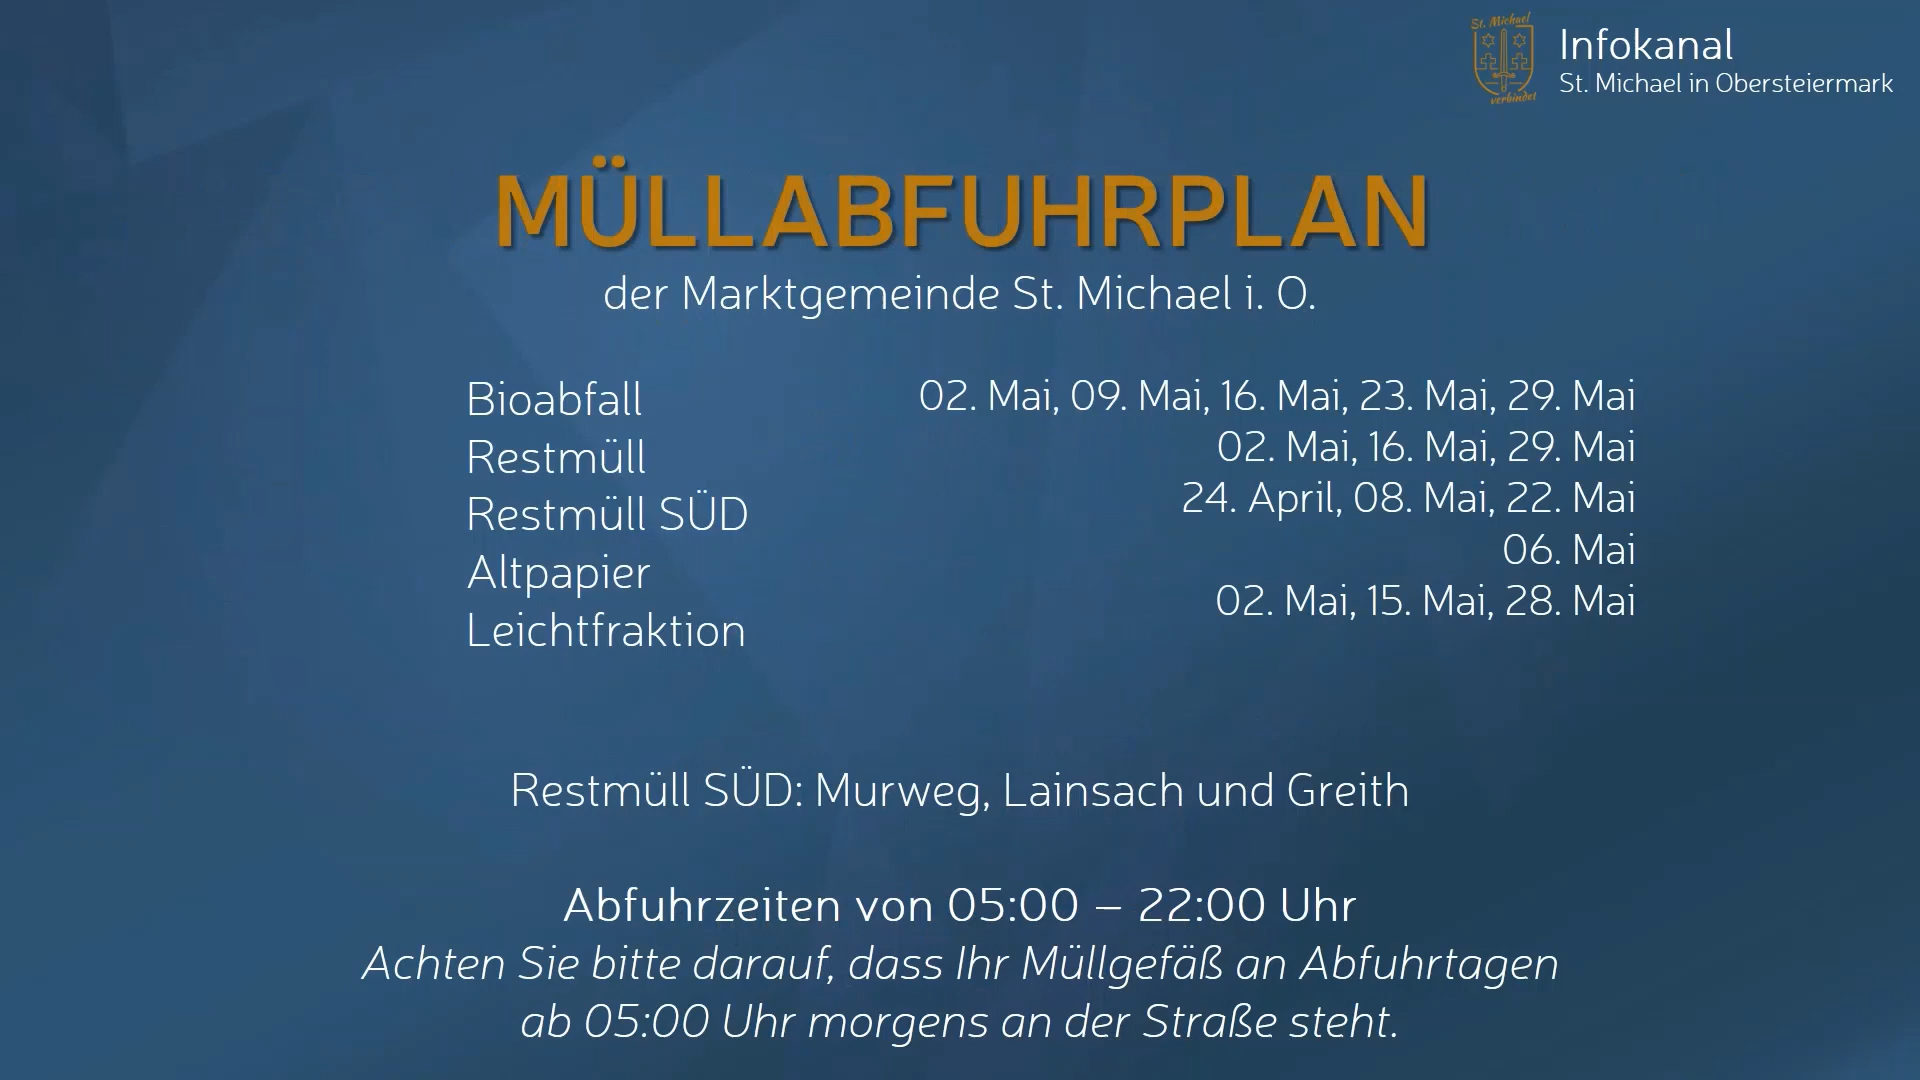 St. Michael
verbindet
Infokanal
St. Michael in Obersteiermark
MÜLLABFUHRPLAN
der Marktgemeinde St. Michael i. O.
Bioabfall 02. Mai, 09. Mai, 16. Mai, 23. Mai, 29. Mai
Restmüll 02. Mai, 16. Mai, 29. Mai
Restmüll SÜD 24. April, 08. Mai, 22. Mai
Altpapier 06. Mai
Leichtfraktion 02. Mai, 15. Mai, 28. Mai
Restmüll SÜD: Murweg, Lainsach und Greith
Abfuhrzeiten von 05:00 – 22:00 Uhr
Achten Sie bitte darauf, dass Ihr Müllgefäß an Abfuhrtagen
ab 05:00 Uhr morgens an der Straße steht.